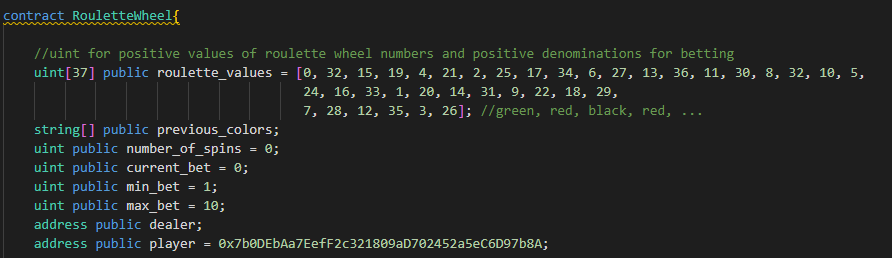 contract RouletteWheel{
//uint for positive values of roulette wheel numbers and positive denominations for betting
uint[37] public roulette_values = [0, 32, 15, 19, 4, 21, 2, 25, 17, 34, 6, 27, 13, 36, 11, 30, 8, 32, 10, 5,
24, 16, 33, 1, 20, 14, 31, 9, 22, 18, 29,
7, 28, 12, 35, 3, 26]; //green, red, black, red, ...
string[] public previous_colors;
uint public number_of_spins = 0;
uint public current_bet = 0;
uint public min_bet = 1;
uint public max_bet = 10;
address public dealer;
address public player = 0x7b0DEbAa7EefF2c321809aD702452a5eC6D97b8A;